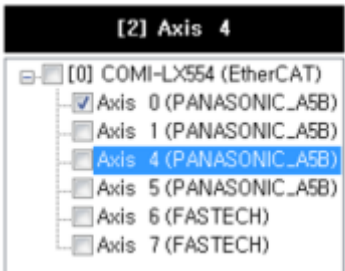 [2] Axis 4
[0] COMI-LX554 (EtherCAT)
Axis 0 (PANASONIC_A5B)
Axis 1 (PANASONIC_A5B)
Axis 4 (PANASONIC_A5B)
Axis 5 (PANASONIC_A5B)
Axis 6 (FASTECH)
Axis 7 (FASTECH)